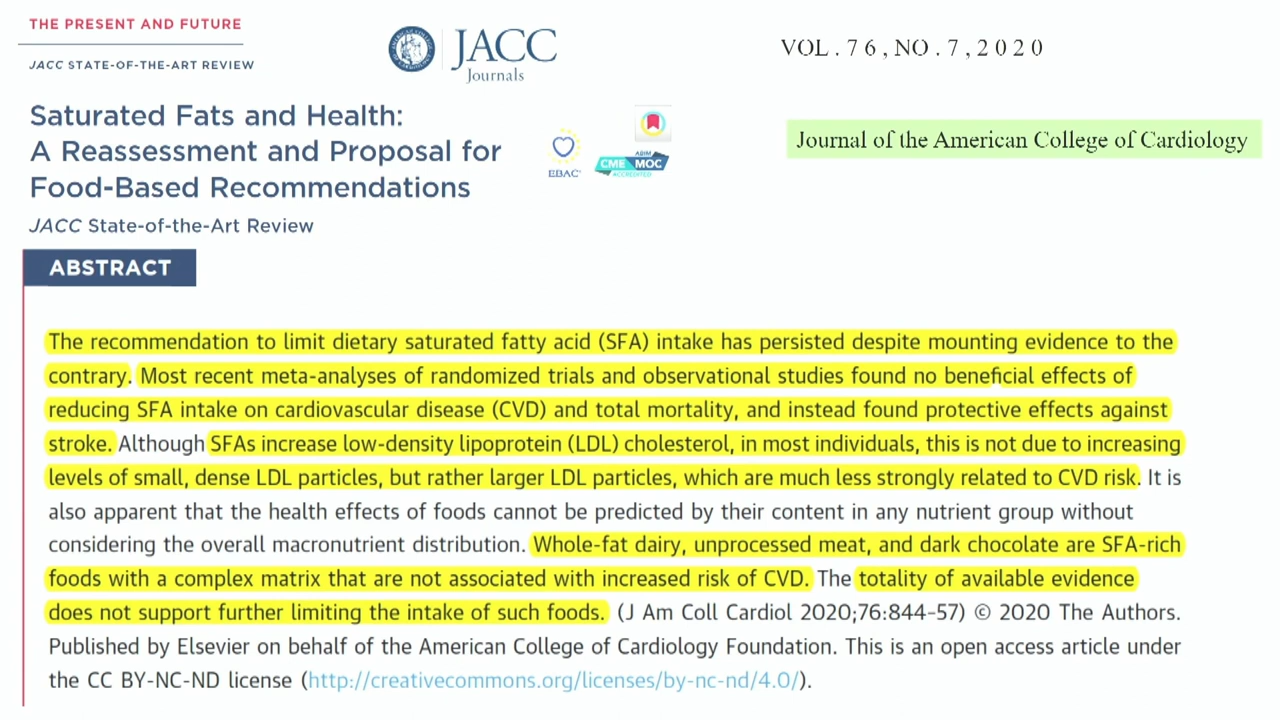 THE PRESENT AND FUTURE
JACC STATE-OF-THE-ART REVIEW
JACC
Journals
VOL . 7 6 , NO . 7 , 2 0 2 0
Saturated Fats and Health:
A Reassessment and Proposal for
Food-Based Recommendations
EBAC
ABIM
CME MOC
ACCREDITED
Journal of the American College of Cardiology
JACC State-of-the-Art Review
ABSTRACT
The recommendation to limit dietary saturated fatty acid (SFA) intake has persisted despite mounting evidence to the
contrary. Most recent meta-analyses of randomized trials and observational studies found no beneficial effects of
reducing SFA intake on cardiovascular disease (CVD) and total mortality, and instead found protective effects against
stroke. Although SFAs increase low-density lipoprotein (LDL) cholesterol, in most individuals, this is not due to increasing
levels of small, dense LDL particles, but rather larger LDL particles, which are much less strongly related to CVD risk. It is
also apparent that the health effects of foods cannot be predicted by their content in any nutrient group without
considering the overall macronutrient distribution. Whole-fat dairy, unprocessed meat, and dark chocolate are SFA-rich
foods with a complex matrix that are not associated with increased risk of CVD. The totality of available evidence
does not support further limiting the intake of such foods. (J Am Coll Cardiol 2020;76:844–57) © 2020 The Authors.
Published by Elsevier on behalf of the American College of Cardiology Foundation. This is an open access article under
the CC BY-NC-ND license (http://creativecommons.org/licenses/by-nc-nd/4.0/).